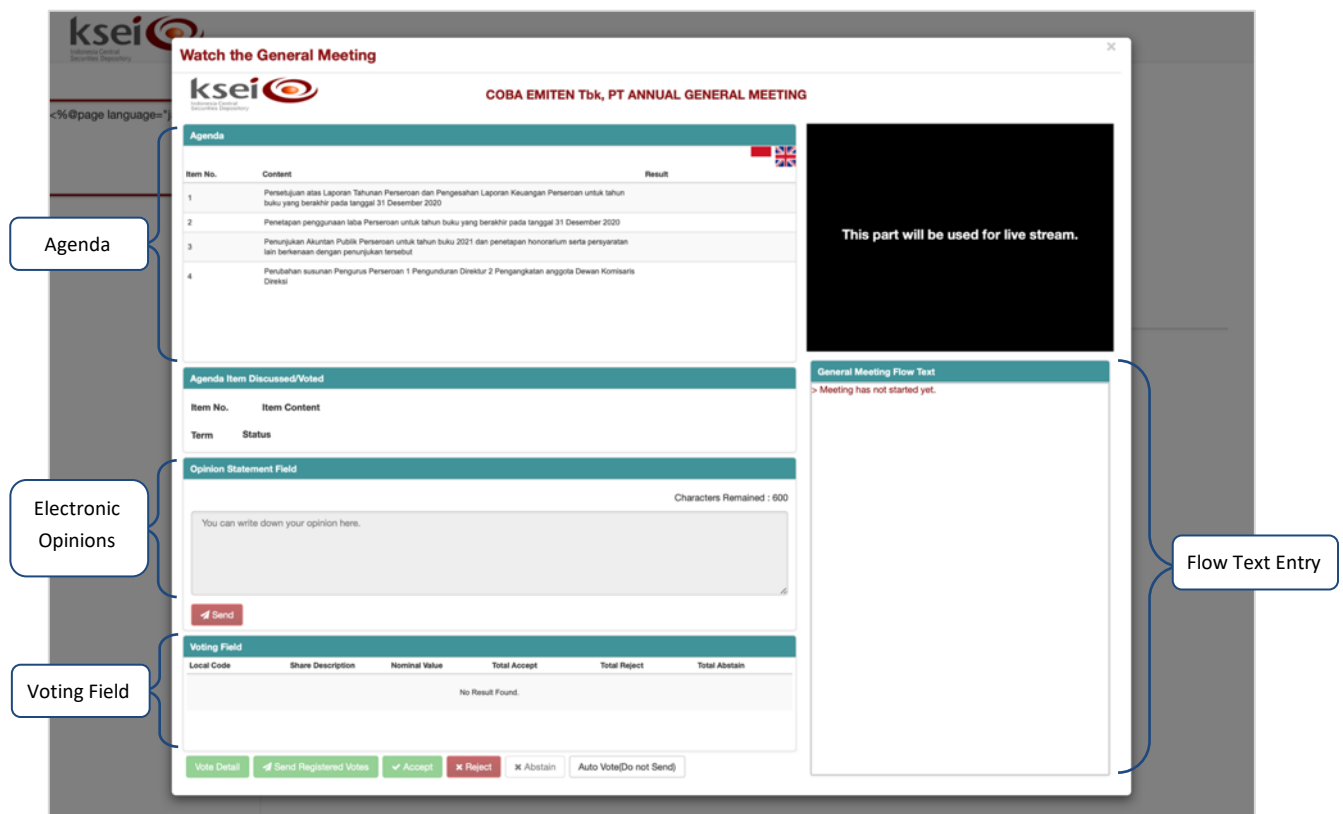 ksei
Indonesia Central
Securities Depository
<%@page language="j
Watch the General Meeting
×
ksei
Indonesia Central
Securities Depository
COBA EMITEN Tbk, PT ANNUAL GENERAL MEETING
Agenda
Item No. Content Result
1 Persetujuan atas Laporan Tahunan Perseroan dan Pengesahan Laporan Keuangan Perseroan untuk tahun
buku yang berakhir pada tanggal 31 Desember 2020
2 Penetapan penggunaan laba Perseroan untuk tahun buku yang berakhir pada tanggal 31 Desember 2020
3 Penunjukan Akuntan Publik Perseroan untuk tahun buku 2021 dan penetapan honorarium serta persyaratan
lain berkenaan dengan penunjukan tersebut
4 Perubahan susunan Pengurus Perseroan 1 Pengunduran Direktur 2 Pengangkatan anggota Dewan Komisaris
Direksi
Agenda
This part will be used for live stream.
Agenda Item Discussed/Voted
Item No. Item Content
Term Status
General Meeting Flow Text
> Meeting has not started yet.
Opinion Statement Field
Characters Remained : 600
You can write down your opinion here.
Send
Electronic
Opinions
Flow Text Entry
Voting Field
Local Code Share Description Nominal Value Total Accept Total Reject Total Abstain
No Result Found.
Voting Field
Vote Detail Send Registered Votes Accept Reject Abstain Auto Vote(Do not Send)